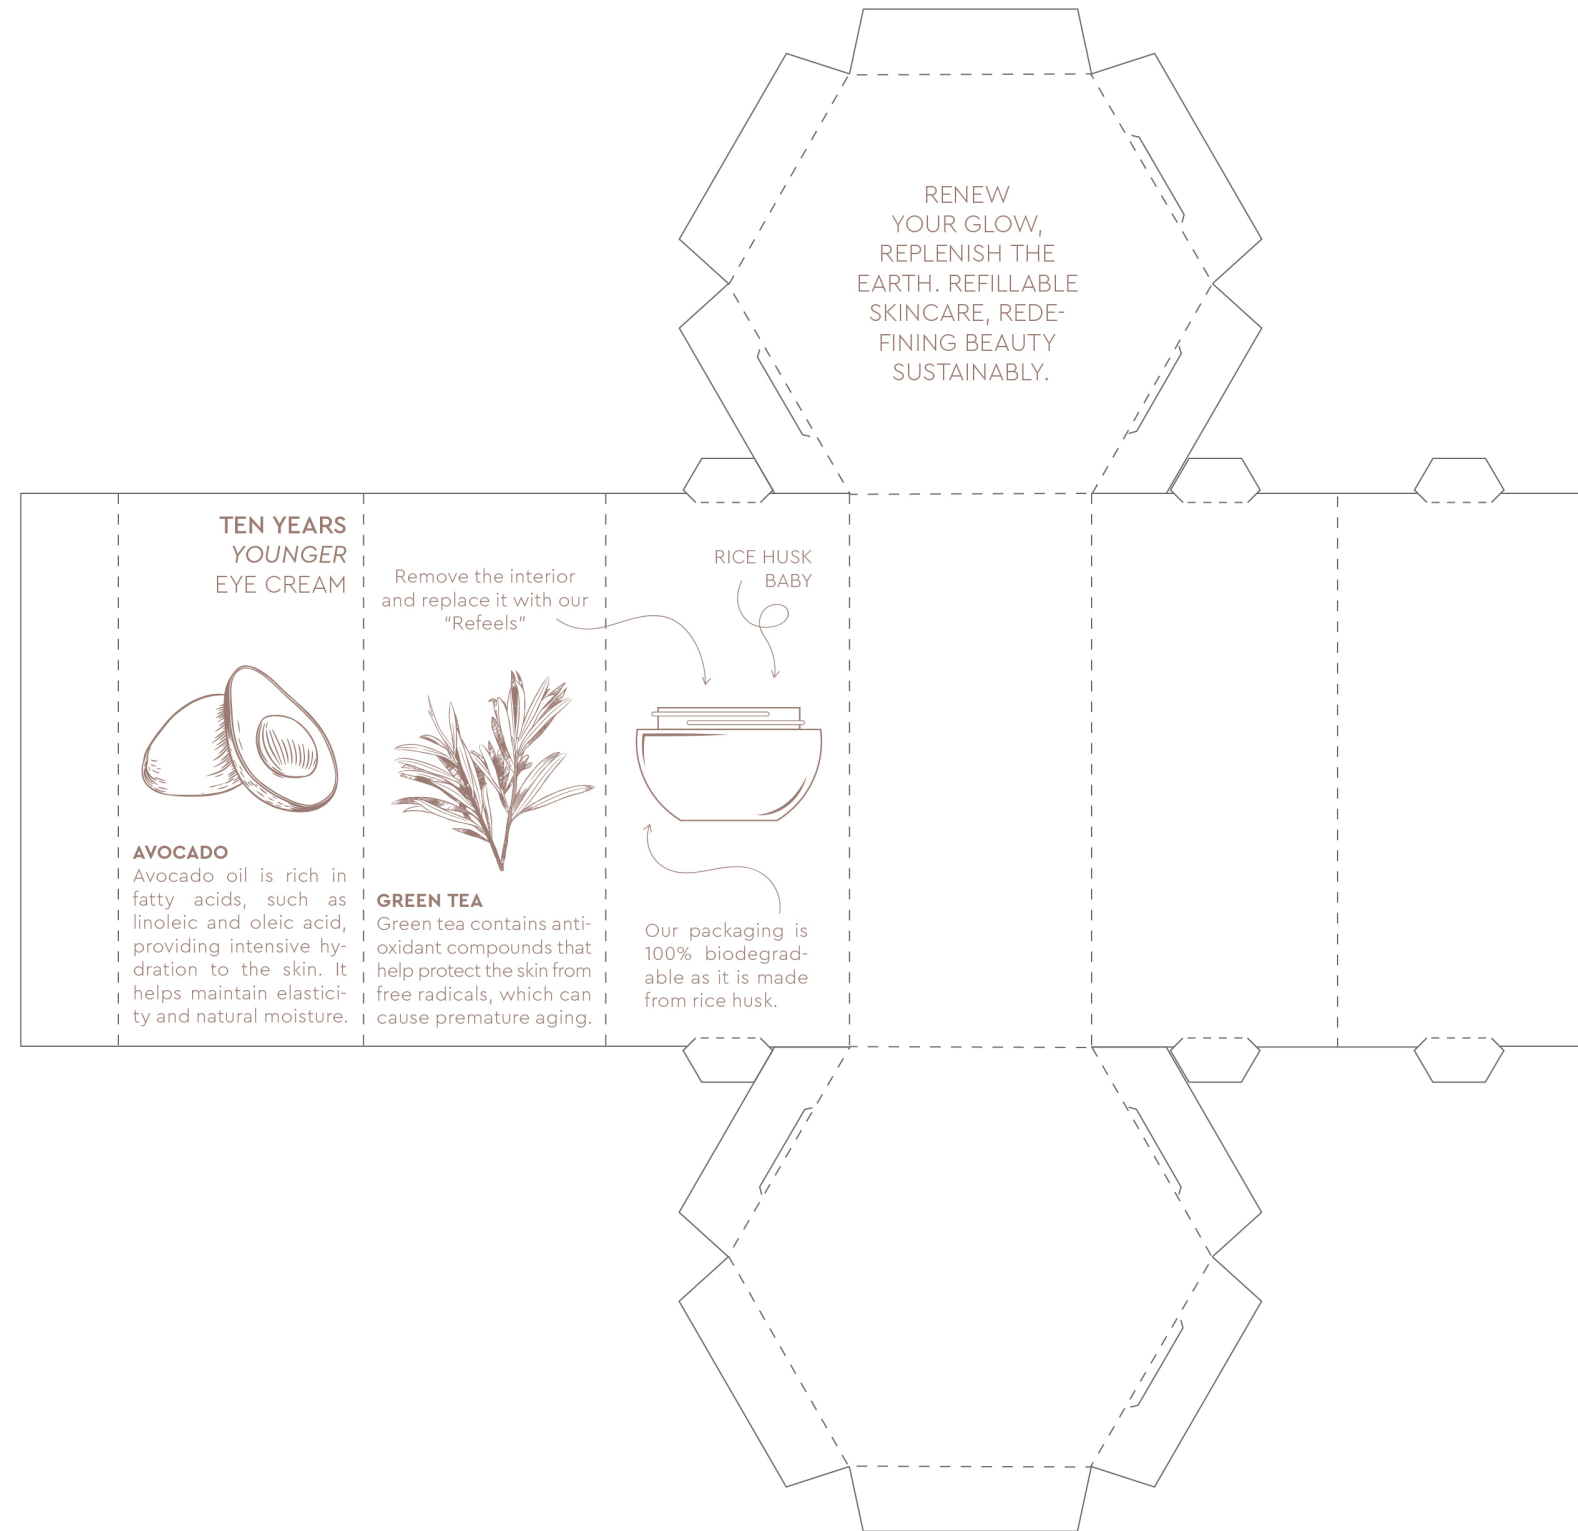 RENEW
YOUR GLOW,
REPLENISH THE
EARTH. REFILLABLE
SKINCARE, REDE-
FINING BEAUTY
SUSTAINABLY.
TEN YEARS
YOUNGER
EYE CREAM
AVOCADO
Avocado oil is rich in
fatty acids, such as
linoleic and oleic acid,
providing intensive hy-
dration to the skin. It
helps maintain elastici-
ty and natural moisture.
Remove the interior
and replace it with our
"Refeels"
GREEN TEA
Green tea contains anti-
oxidant compounds that
help protect the skin from
free radicals, which can
cause premature aging.
RICE HUSK
BABY
Our packaging is
100% biodegrad-
able as it is made
from rice husk.